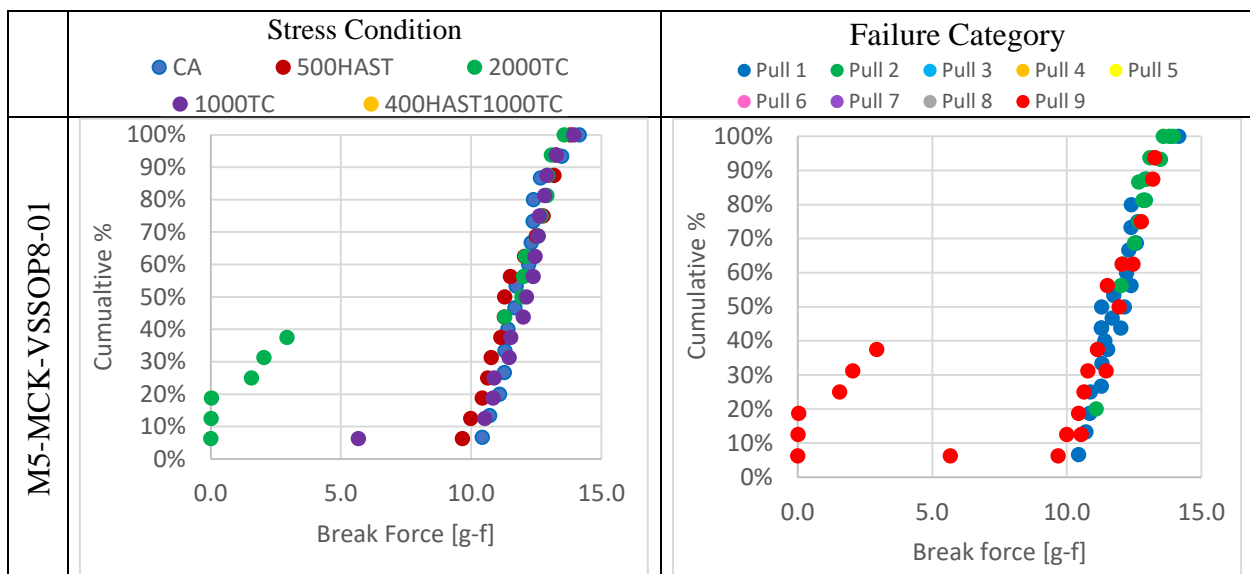 Stress Condition
CA 500HAST 2000TC
1000TC 400HAST1000TC
Failure Category
Pull 1 Pull 2 Pull 3 Pull 4 Pull 5
Pull 6 Pull 7 Pull 8 Pull 9
M5-MCK-VSSOP8-01
Cumualtive %
100%
90%
80%
70%
60%
50%
40%
30%
20%
10%
0%
0.0 5.0 10.0 15.0
Break Force [g-f]
Cumulative %
100%
90%
80%
70%
60%
50%
40%
30%
20%
10%
0%
0.0 5.0 10.0 15.0
Break force [g-f]